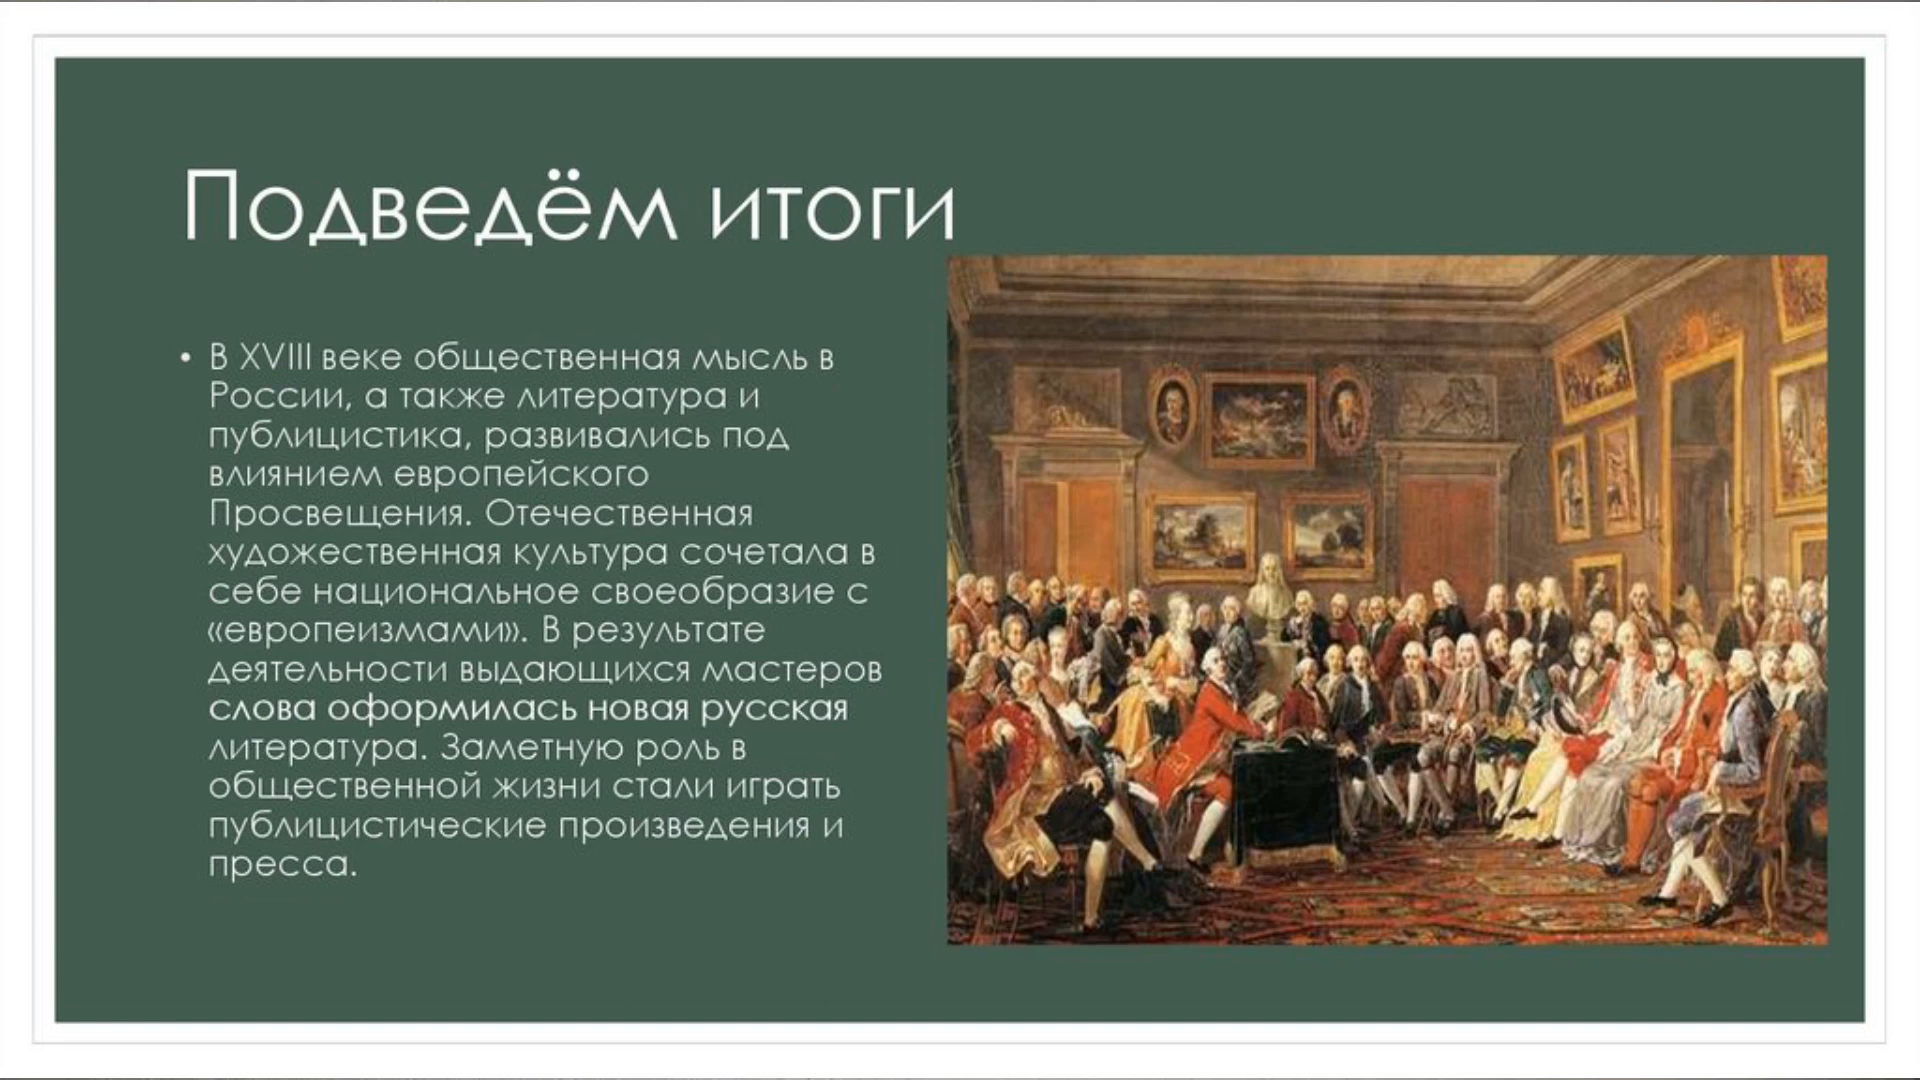 Подведём итоги
• В XVIII веке общественная мысль в
России, а также литература и
публицистика, развивались под
влиянием европейского
Просвещения. Отечественная
художественная культура сочетала в
себе национальное своеобразие с
«европеизмами». В результате
деятельности выдающихся мастеров
слова оформилась новая русская
литература. Заметную роль в
общественной жизни стали играть
публицистические произведения и
пресса.